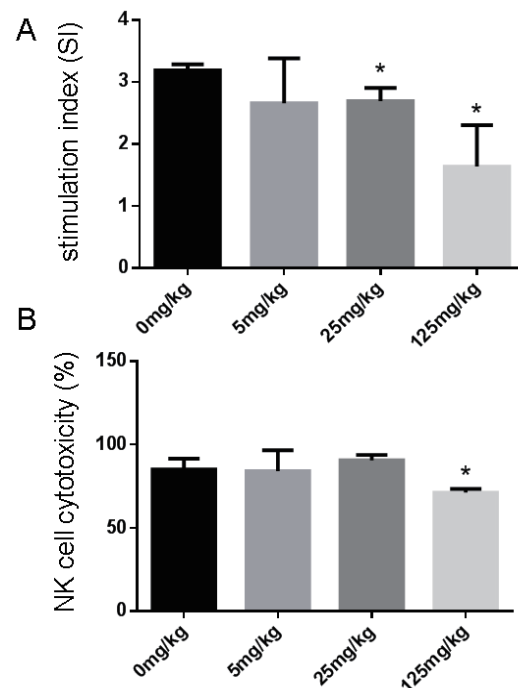 A
stimulation index (SI)
4
3
2
1
0
*
*
0mg/kg
5mg/kg
25mg/kg
125mg/kg
B
NK cell cytotoxicity (%)
150
100
50
0
*
0mg/kg
5mg/kg
25mg/kg
125mg/kg